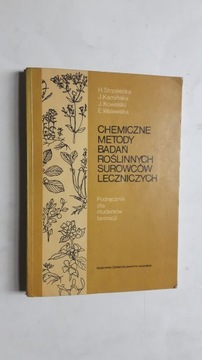 H. Strzelecka
J. Kamińska
J. Kowalski
E. Walewska
CHEMICZNE
METODY
BADAŃ
ROŚLINNYCH
SUROWCÓW
LECZNICZYCH
Podręcznik
dla
studentów
farmacji